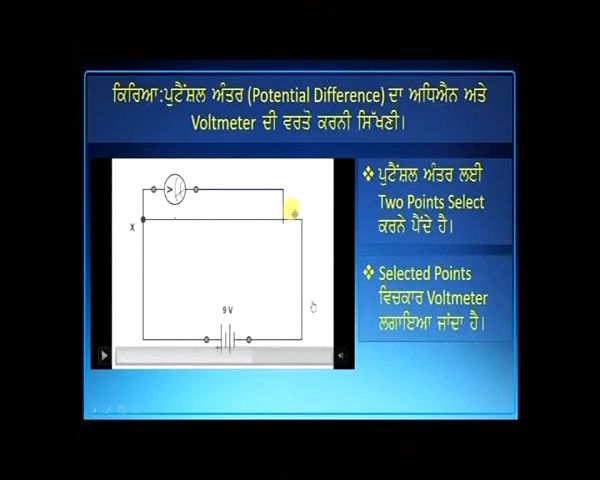 ਕਿਰਿਆ:ਪੁਟੈਂਸ਼ਲ ਅੰਤਰ (Potential Difference) ਦਾ ਅਧਿਐਨ ਅਤੇ
Voltmeter ਦੀ ਵਰਤੋ ਕਰਨੀ ਸਿੱਖਣੀ।
❖ ਪੁਟੈਂਸ਼ਲ ਅੰਤਰ ਲਈ
Two Points Select
ਕਰਨੇ ਪੈਂਦੇ ਹੈ।
❖ Selected Points
ਵਿਚਕਾਰ Voltmeter
ਲਗਾਇਆ ਜਾਂਦਾ ਹੈ।
>
X
9 V
+